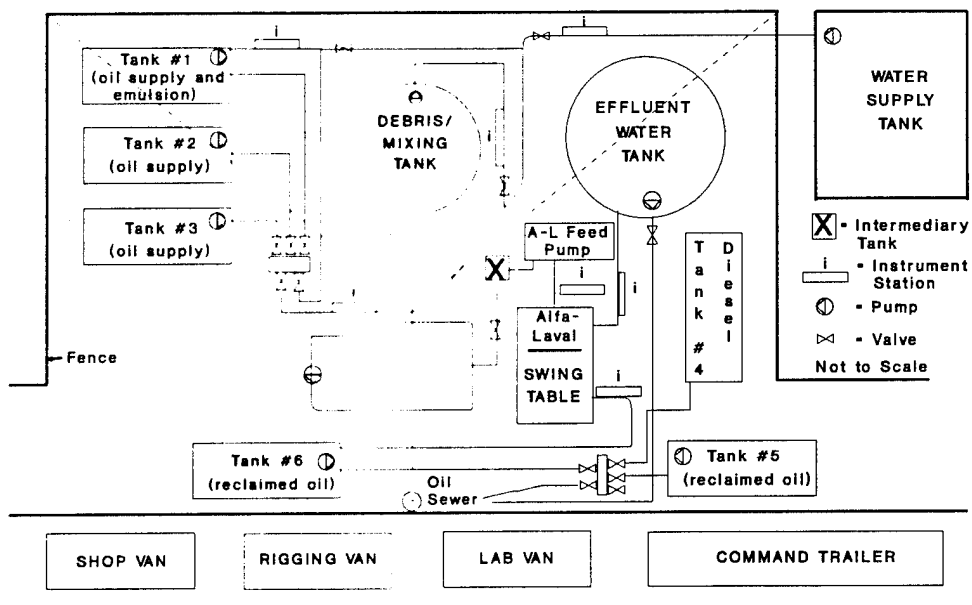 i
i
Tank #1
(oil supply and
emulsion)
DEBRIS/
MIXING
TANK
i
EFFLUENT
WATER
TANK
WATER
SUPPLY
TANK
Tank #2
(oil supply)
Tank #3
(oil supply)
A-L Feed
Pump
X
i
i
i
Alfa-
Laval
SWING
TABLE
i
Tank #4
Diesel
X - Intermediary
Tank
i - Instrument
Station
- Pump
- Valve
Not to Scale
Fence
Tank #6
(reclaimed oil)
Oil
Sewer
Tank #5
(reclaimed oil)
SHOP VAN
RIGGING VAN
LAB VAN
COMMAND TRAILER